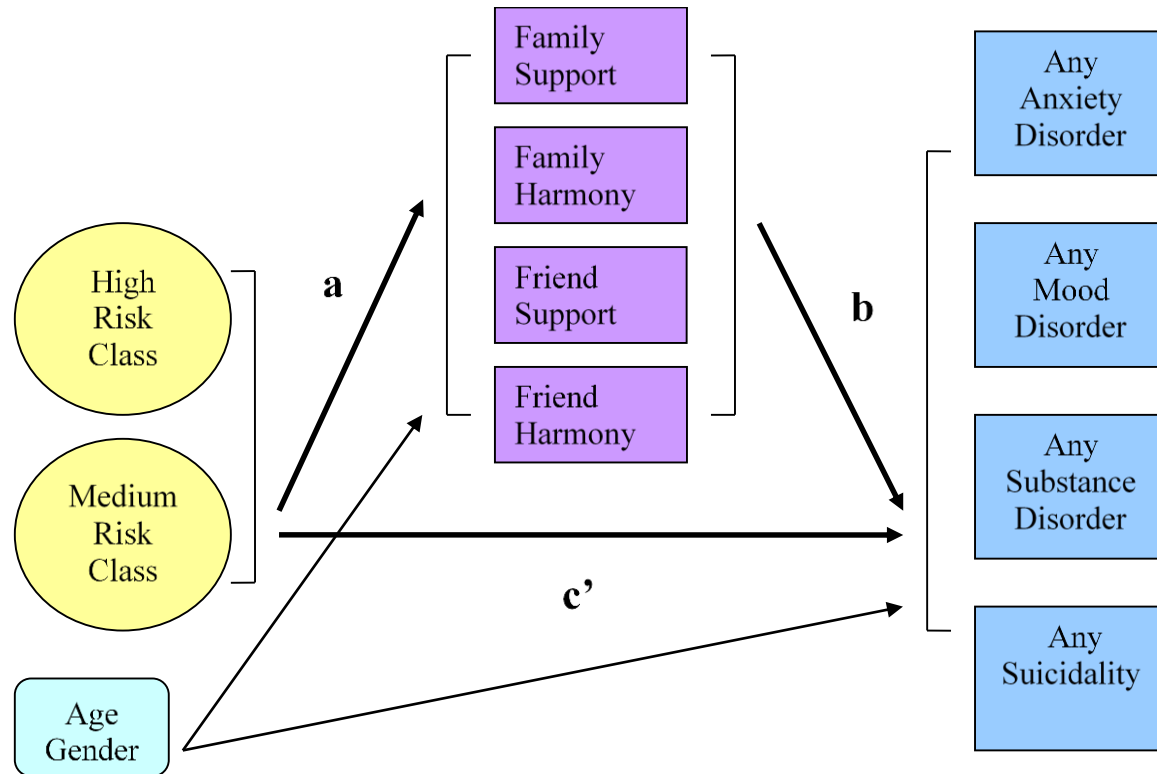 Family
Support
Family
Harmony
Friend
Support
Friend
Harmony
High
Risk
Class
Medium
Risk
Class
Age
Gender
a
b
c’
Any
Anxiety
Disorder
Any
Mood
Disorder
Any
Substance
Disorder
Any
Suicidality